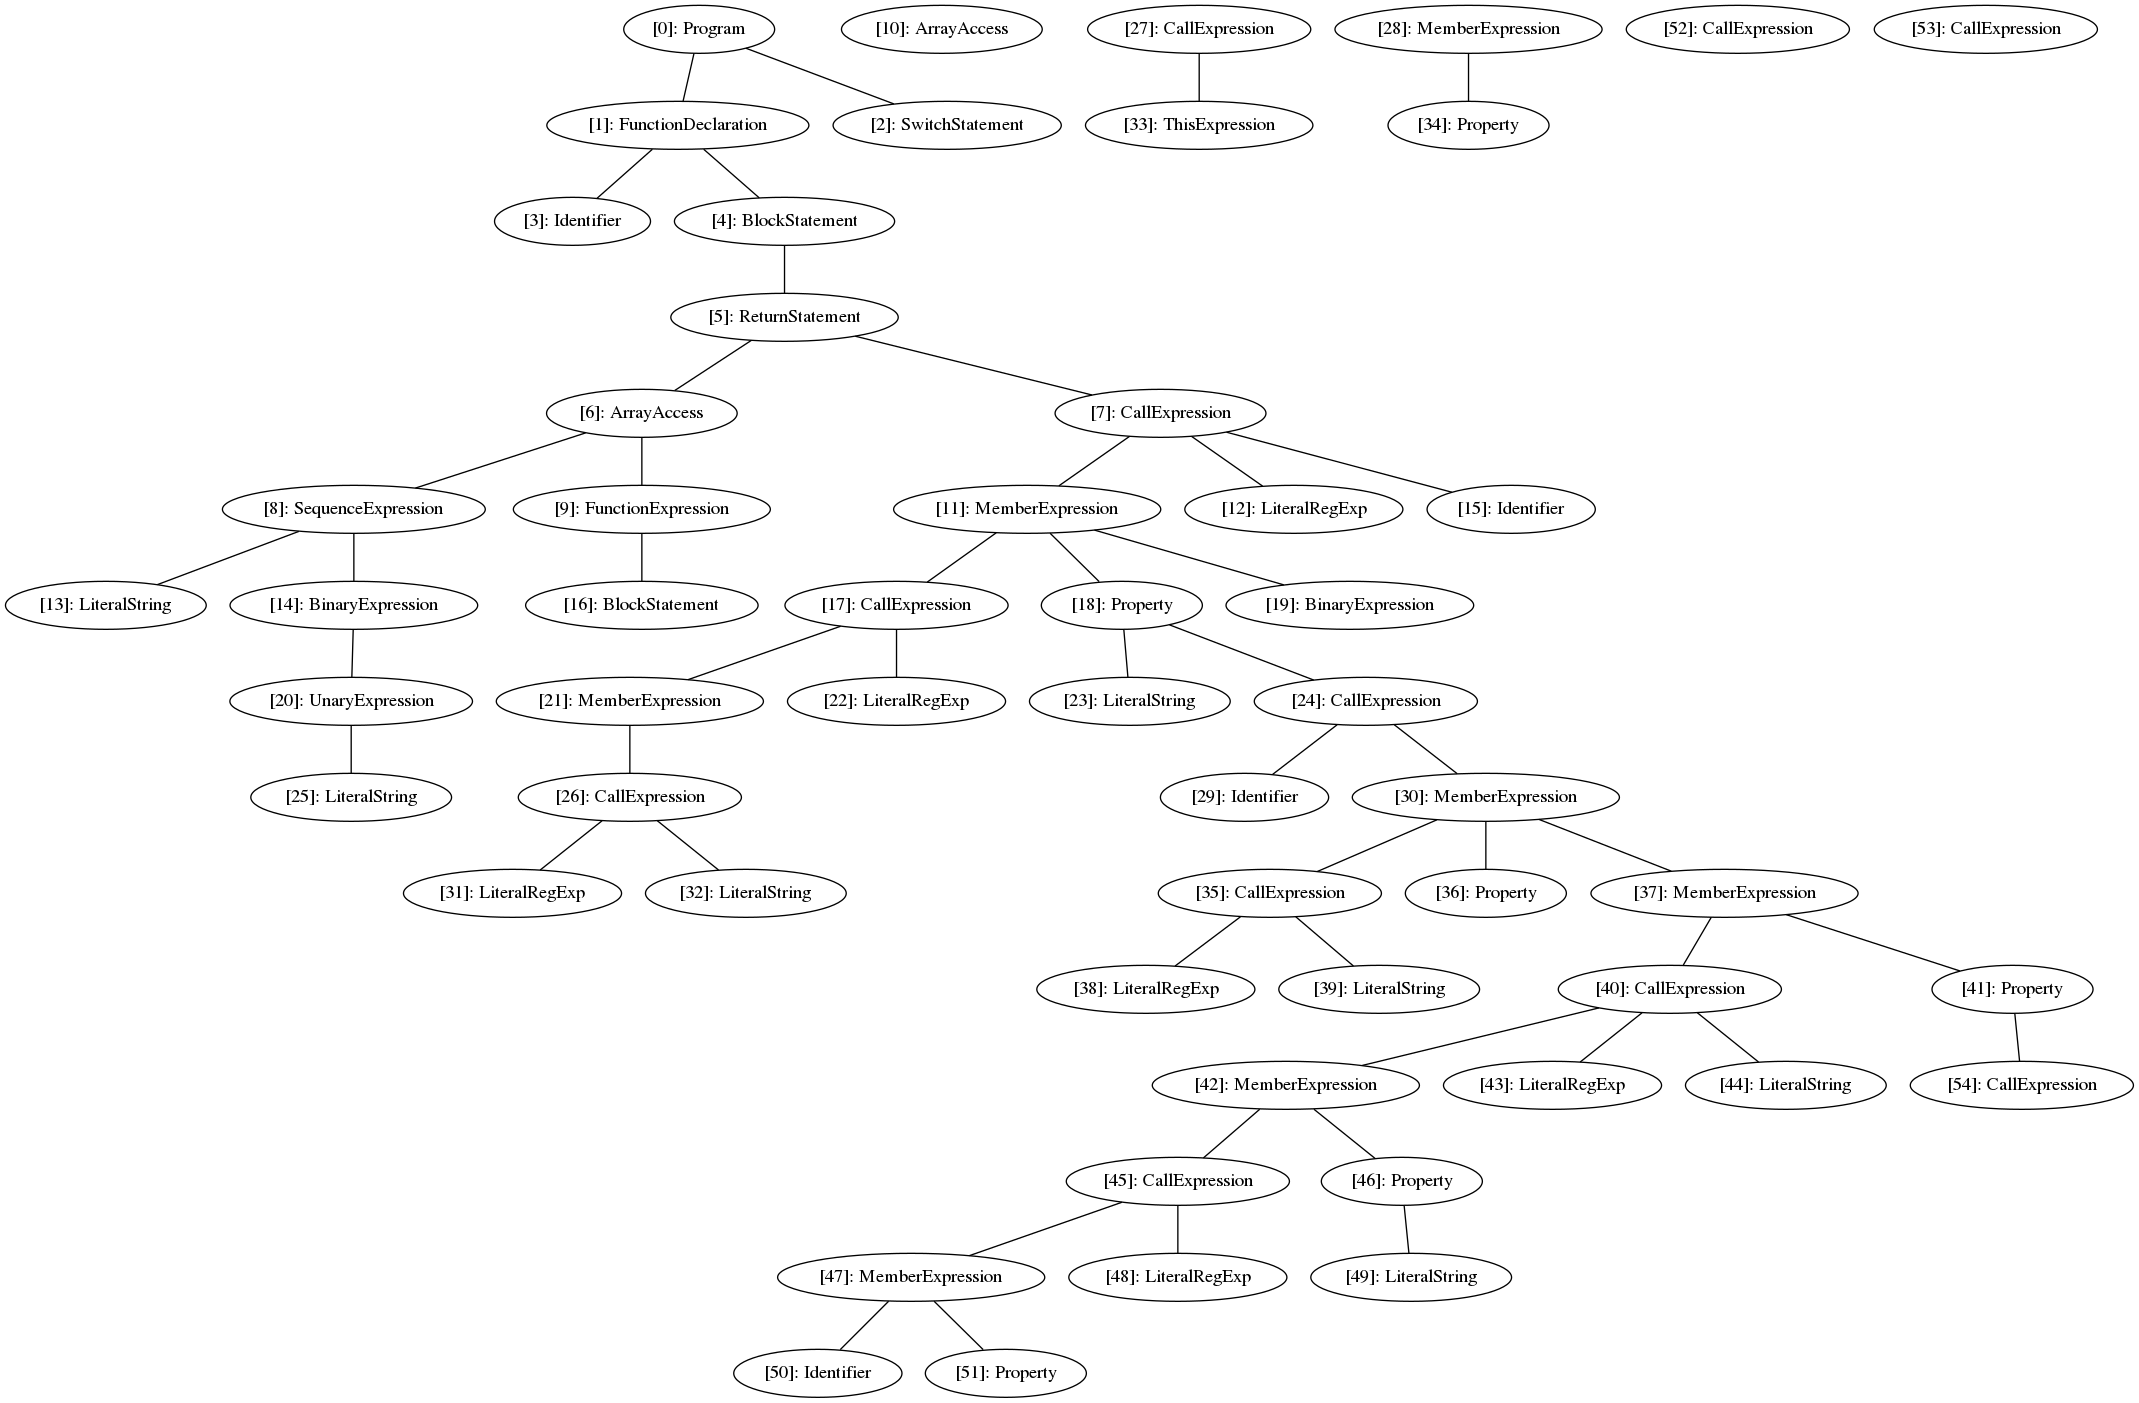 [0]: Program
[10]: ArrayAccess
[27]: CallExpression
[28]: MemberExpression
[52]: CallExpression
[53]: CallExpression
[1]: FunctionDeclaration
[2]: SwitchStatement
[33]: ThisExpression
[34]: Property
[3]: Identifier
[4]: BlockStatement
[5]: ReturnStatement
[6]: ArrayAccess
[7]: CallExpression
[8]: SequenceExpression
[9]: FunctionExpression
[11]: MemberExpression
[12]: LiteralRegExp
[15]: Identifier
[13]: LiteralString
[14]: BinaryExpression
[16]: BlockStatement
[17]: CallExpression
[18]: Property
[19]: BinaryExpression
[20]: UnaryExpression
[21]: MemberExpression
[22]: LiteralRegExp
[23]: LiteralString
[24]: CallExpression
[25]: LiteralString
[26]: CallExpression
[29]: Identifier
[30]: MemberExpression
[31]: LiteralRegExp
[32]: LiteralString
[35]: CallExpression
[36]: Property
[37]: MemberExpression
[38]: LiteralRegExp
[39]: LiteralString
[40]: CallExpression
[41]: Property
[42]: MemberExpression
[43]: LiteralRegExp
[44]: LiteralString
[54]: CallExpression
[45]: CallExpression
[46]: Property
[47]: MemberExpression
[48]: LiteralRegExp
[49]: LiteralString
[50]: Identifier
[51]: Property